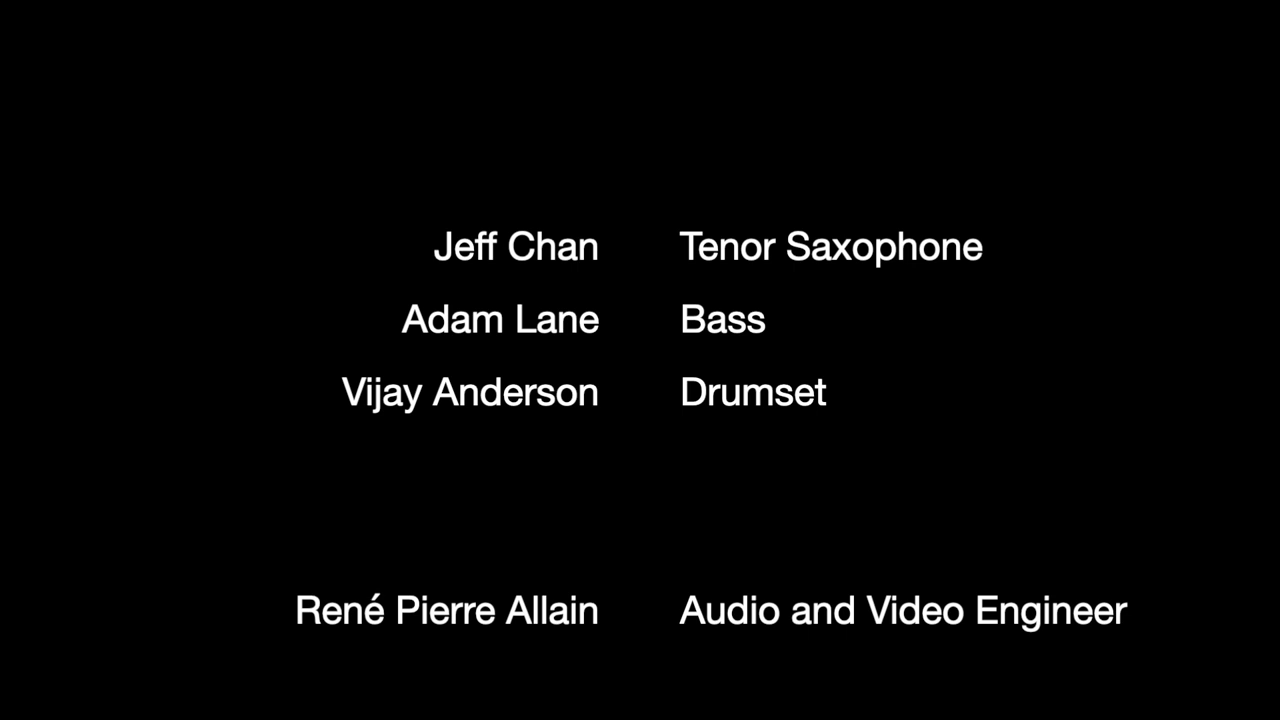 Jeff Chan Tenor Saxophone
Adam Lane Bass
Vijay Anderson Drumset
René Pierre Allain Audio and Video Engineer